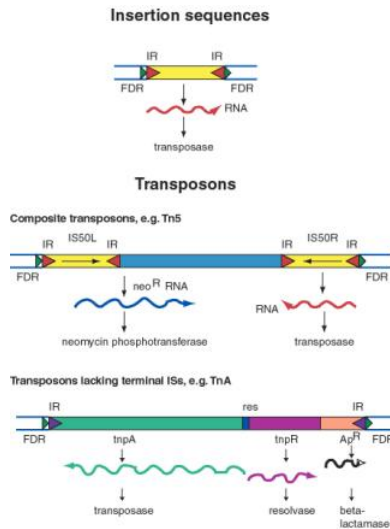 Insertion sequences
IR IR
FDR FDR
RNA
transposase
Transposons
Composite transposons, e.g. Tn5
IS50L IS50R
IR IR IR IR
FDR FDR
neoR RNA RNA
neomycin phosphotransferase transposase
Transposons lacking terminal ISs, e.g. TnA
IR res IR
FDR tnpA tnpR ApR FDR
transposase resolvase beta-
lactamase